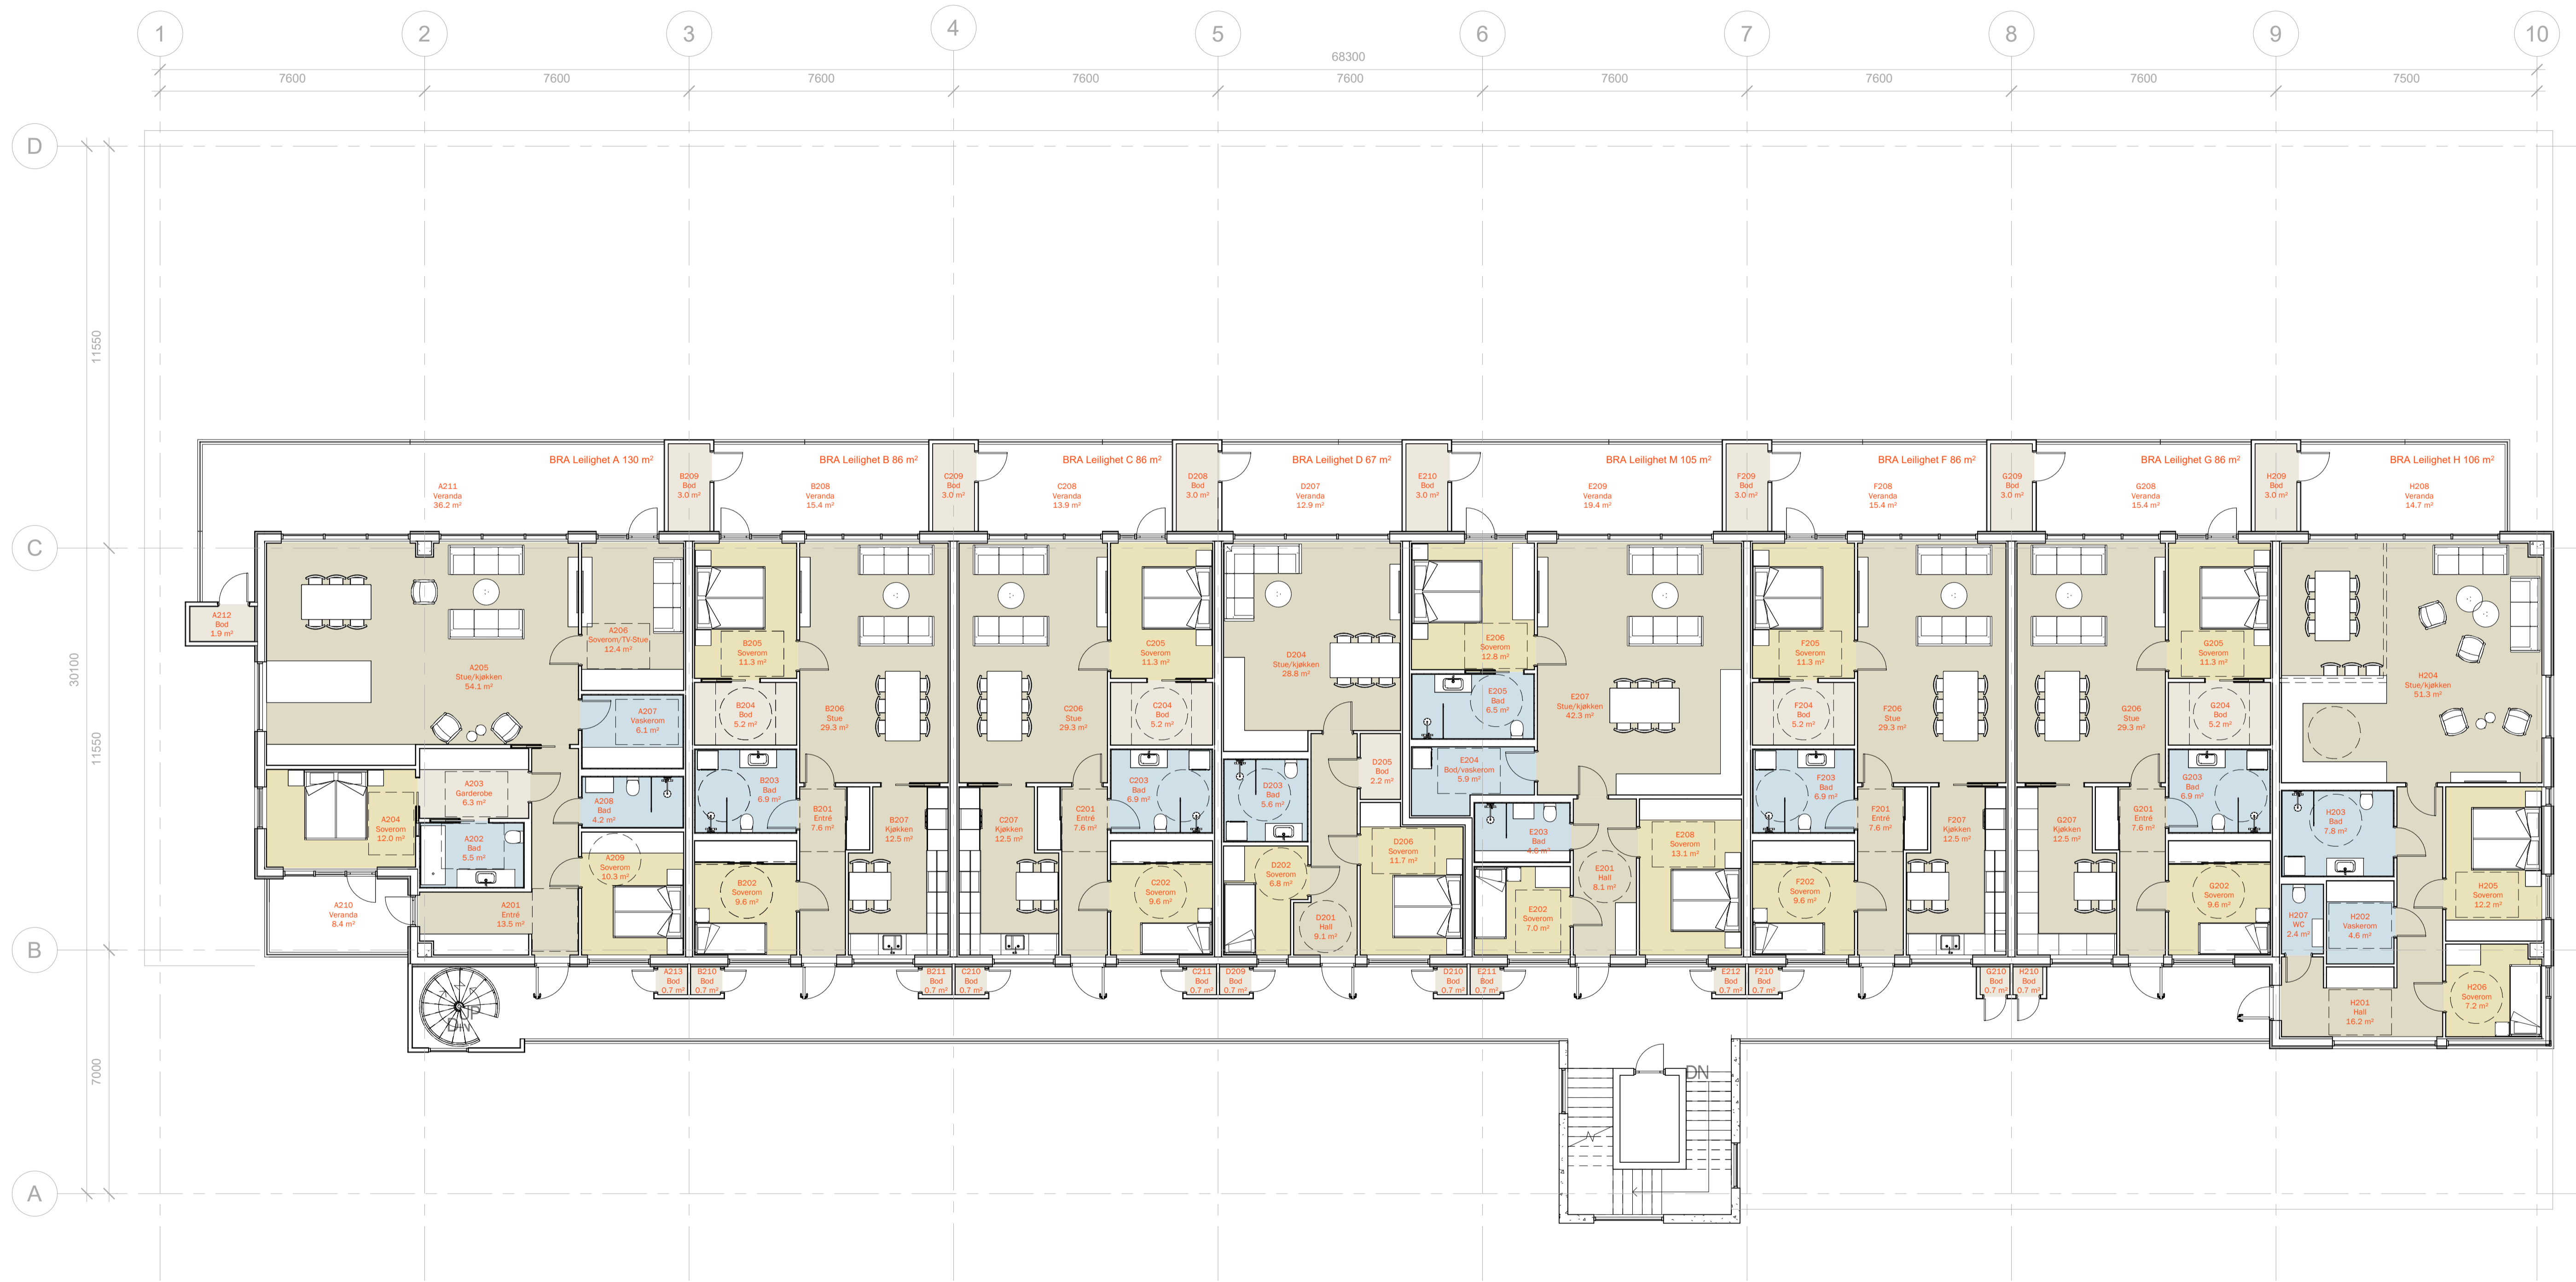 1
2
3
4
5
6
7
8
9
10
68300
7600
7600
7600
7600
7600
7600
7600
7600
7500
D
C
B
A
11550
11550
7000
30100
BRA Leilighet A 130 m²
BRA Leilighet B 86 m²
BRA Leilighet C 86 m²
BRA Leilighet D 67 m²
BRA Leilighet M 105 m²
BRA Leilighet F 86 m²
BRA Leilighet G 86 m²
BRA Leilighet H 106 m²
A211
Veranda
36.2 m²
B209
Bod
3.0 m²
B208
Veranda
15.4 m²
C209
Bod
3.0 m²
C208
Veranda
13.9 m²
D208
Bod
3.0 m²
D207
Veranda
12.9 m²
E210
Bod
3.0 m²
E209
Veranda
19.4 m²
F209
Bod
3.0 m²
F208
Veranda
15.4 m²
G209
Bod
3.0 m²
G208
Veranda
15.4 m²
H209
Bod
3.0 m²
H208
Veranda
14.7 m²
A212
Bod
1.9 m²
A205
Stue/kjøkken
54.1 m²
A206
Soverom/TV-Stue
12.4 m²
A207
Vaskerom
6.1 m²
A203
Garderobe
6.3 m²
A204
Soverom
12.0 m²
A202
Bad
5.5 m²
A208
Bad
4.2 m²
A209
Soverom
10.3 m²
A201
Entré
13.5 m²
A210
Veranda
8.4 m²
B205
Soverom
11.3 m²
B204
Bod
5.2 m²
B206
Stue
29.3 m²
B203
Bad
6.9 m²
B201
Entré
7.6 m²
B207
Kjøkken
12.5 m²
B202
Soverom
9.6 m²
C205
Soverom
11.3 m²
C204
Bod
5.2 m²
C206
Stue
29.3 m²
C203
Bad
6.9 m²
C201
Entré
7.6 m²
C207
Kjøkken
12.5 m²
C202
Soverom
9.6 m²
D204
Stue/kjøkken
28.8 m²
D205
Bod
2.2 m²
D203
Bad
5.6 m²
D206
Soverom
11.7 m²
D202
Soverom
6.8 m²
D201
Hall
9.1 m²
E206
Soverom
12.8 m²
E205
Bad
6.5 m²
E207
Stue/kjøkken
42.3 m²
E204
Bod/vaskerom
5.9 m²
E203
Bad
4.6 m²
E208
Soverom
13.1 m²
E201
Hall
8.1 m²
E202
Soverom
7.0 m²
F205
Soverom
11.3 m²
F204
Bod
5.2 m²
F206
Stue
29.3 m²
F203
Bad
6.9 m²
F201
Entré
7.6 m²
F207
Kjøkken
12.5 m²
F202
Soverom
9.6 m²
G205
Soverom
11.3 m²
G204
Bod
5.2 m²
G206
Stue
29.3 m²
G203
Bad
6.9 m²
G201
Entré
7.6 m²
G207
Kjøkken
12.5 m²
G202
Soverom
9.6 m²
H204
Stue/kjøkken
51.3 m²
H203
Bad
7.8 m²
H205
Soverom
12.2 m²
H207
WC
2.4 m²
H202
Vaskerom
4.6 m²
H201
Hall
16.2 m²
H206
Soverom
7.2 m²
A213
Bod
0.7 m²
B210
Bod
0.7 m²
B211
Bod
0.7 m²
C210
Bod
0.7 m²
C211
Bod
0.7 m²
D209
Bod
0.7 m²
D210
Bod
0.7 m²
E211
Bod
0.7 m²
E212
Bod
0.7 m²
F210
Bod
0.7 m²
G210
Bod
0.7 m²
H210
Bod
0.7 m²
UP
DN
DN